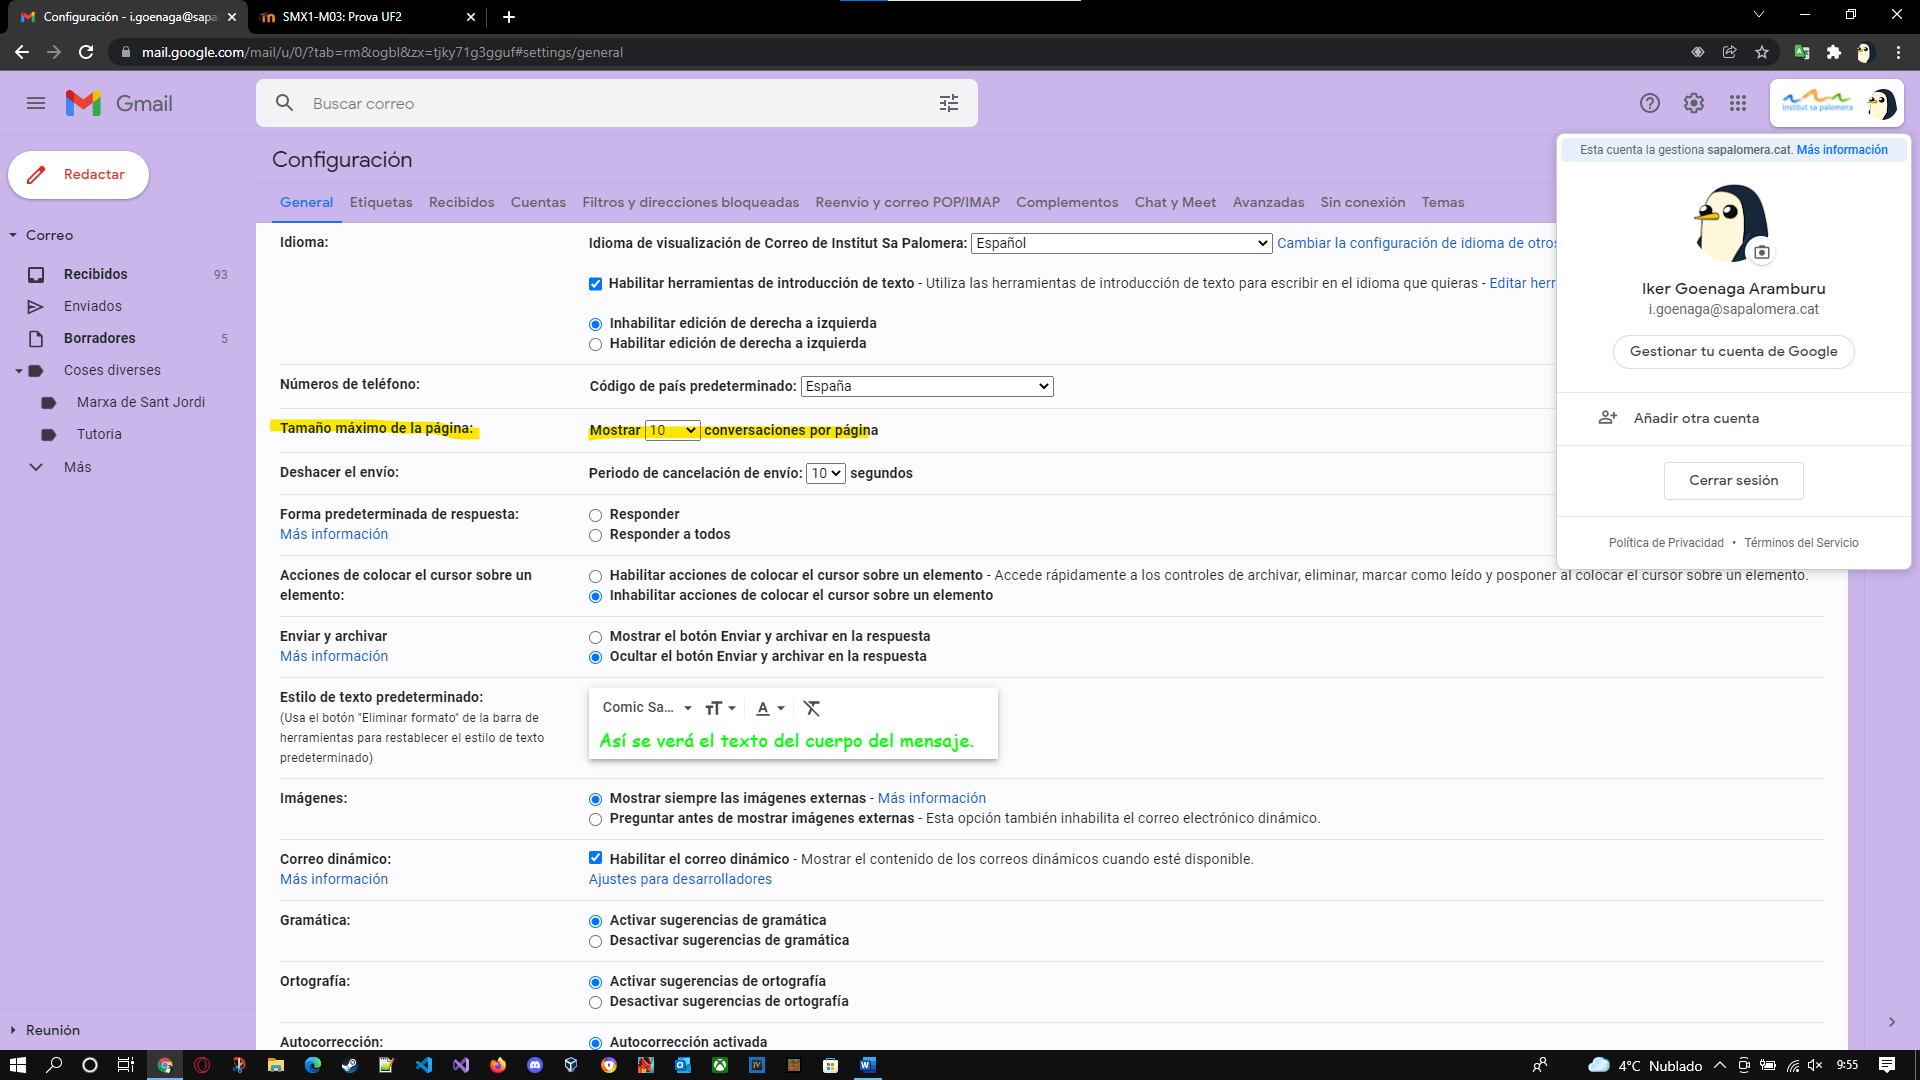 Configuración - i.goenaga@sapa
SMX1-M03: Prova UF2
mail.google.com/mail/u/0/?tab=rm&ogbl&zx=tjky71g3gguf#settings/general
Gmail
Buscar correo
institut sa palomera
Redactar
Correo
Recibidos 93
Enviados
Borradores 5
Coses diverses
Marxa de Sant Jordi
Tutoria
Más
Reunión
Configuración
General Etiquetas Recibidos Cuentas Filtros y direcciones bloqueadas Reenvío y correo POP/IMAP Complementos Chat y Meet Avanzadas Sin conexión Temas
Idioma: Idioma de visualización de Correo de Institut Sa Palomera: Español Cambiar la configuración de idioma de otros
Habilitar herramientas de introducción de texto - Utiliza las herramientas de introducción de texto para escribir en el idioma que quieras - Editar herr
Inhabilitar edición de derecha a izquierda
Habilitar edición de derecha a izquierda
Números de teléfono: Código de país predeterminado: España
Tamaño máximo de la página: Mostrar 10 conversaciones por página
Deshacer el envío: Periodo de cancelación de envío: 10 segundos
Forma predeterminada de respuesta: Responder
Más información Responder a todos
Acciones de colocar el cursor sobre un Habilitar acciones de colocar el cursor sobre un elemento - Accede rápidamente a los controles de archivar, eliminar, marcar como leído y posponer al colocar el cursor sobre un elemento.
elemento: Inhabilitar acciones de colocar el cursor sobre un elemento
Enviar y archivar Mostrar el botón Enviar y archivar en la respuesta
Más información Ocultar el botón Enviar y archivar en la respuesta
Estilo de texto predeterminado: Comic Sa...
(Usa el botón "Eliminar formato" de la barra de
herramientas para restablecer el estilo de texto
predeterminado)
Así se verá el texto del cuerpo del mensaje.
Imágenes: Mostrar siempre las imágenes externas - Más información
Preguntar antes de mostrar imágenes externas - Esta opción también inhabilita el correo electrónico dinámico.
Correo dinámico: Habilitar el correo dinámico - Mostrar el contenido de los correos dinámicos cuando esté disponible.
Más información Ajustes para desarrolladores
Gramática: Activar sugerencias de gramática
Desactivar sugerencias de gramática
Ortografía: Activar sugerencias de ortografía
Desactivar sugerencias de ortografía
Autocorrección: Autocorrección activada
Esta cuenta la gestiona sapalomera.cat. Más información
Iker Goenaga Aramburu
i.goenaga@sapalomera.cat
Gestionar tu cuenta de Google
Añadir otra cuenta
Cerrar sesión
Política de Privacidad • Términos del Servicio
4°C Nublado 9:55